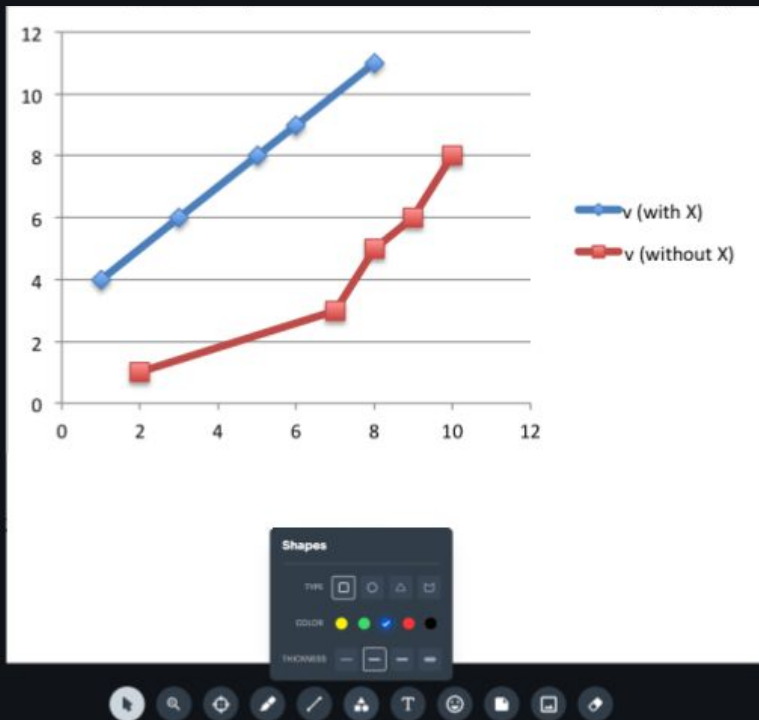 12
10
8
6
4
2
0
0 2 4 6 8 10 12
v (with X)
v (without X)
Shapes
TYPE
COLOR
THICKNESS
T